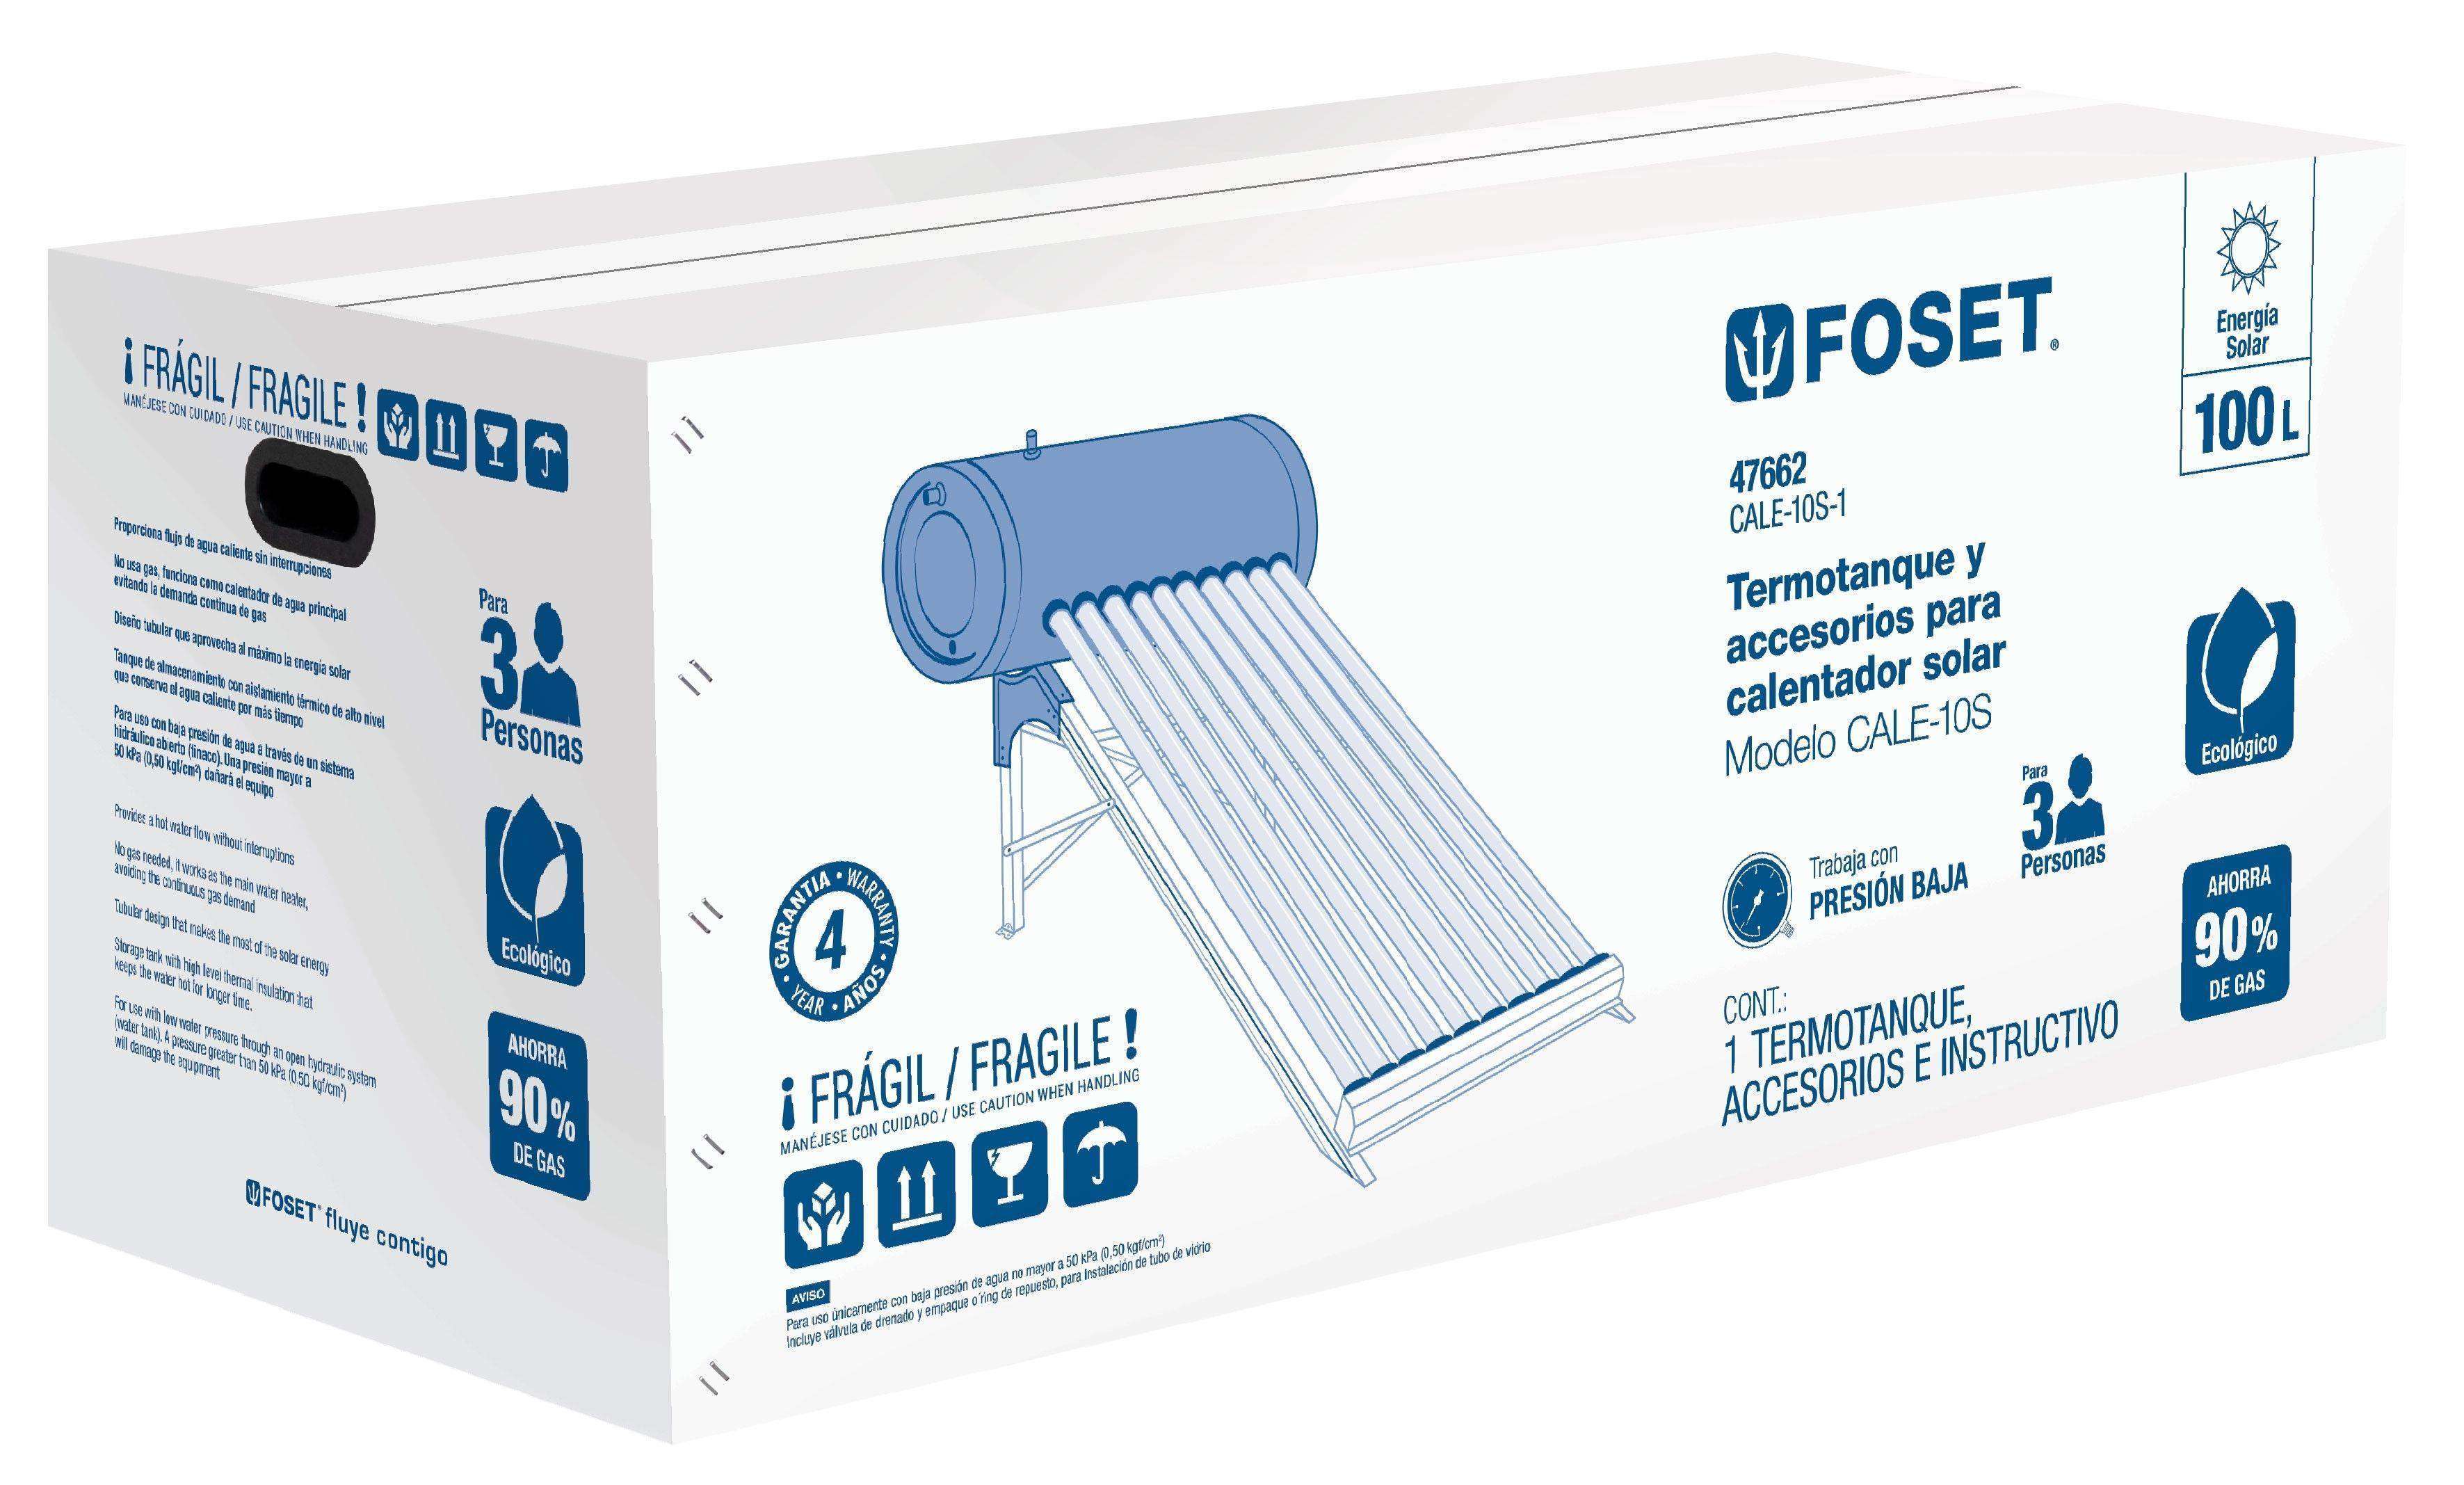 ¡ FRÁGIL / FRAGILE !
MANÉJESE CON CUIDADO / USE CAUTION WHEN HANDLING
Proporciona flujo de agua caliente sin interrupciones
No usa gas, funciona como calentador de agua principal
evitando la demanda continua de gas
Diseño tubular que aprovecha al máximo la energía solar
Tanque de almacenamiento con aislamiento térmico de alto nivel
que conserva el agua caliente por más tiempo
Para uso con baja presión de agua a través de un sistema
hidráulico abierto (tinaco). Una presión mayor a
50 kPa (0,50 kgf/cm²) dañará el equipo
Provides a hot water flow without interruptions
No gas needed, it works as the main water heater,
avoiding the continuous gas demand
Tubular design that makes the most of the solar energy
Storage tank with high level thermal insulation that
keeps the water hot for longer time.
For use with low water pressure through an open hydraulic system
(water tank). A pressure greater than 50 kPa (0.50 kgf/cm²)
will damage the equipment
Para
3
Personas
Ecológico
AHORRA
90%
DE GAS
FOSET® fluye contigo
GARANTIA • WARRANTY
4
YEAR • AÑOS
¡ FRÁGIL / FRAGILE !
MANÉJESE CON CUIDADO / USE CAUTION WHEN HANDLING
AVISO
Para uso únicamente con baja presión de agua no mayor a 50 kPa (0,50 kgf/cm²)
Incluye válvula de drenado y empaque o´ring de repuesto, para Instalación de tubo de vidrio
FOSET®
47662
CALE-10S-1
Termotanque y
accesorios para
calentador solar
Modelo CALE-10S
Trabaja con
PRESIÓN BAJA
Para
3
Personas
CONT.:
1 TERMOTANQUE,
ACCESORIOS E INSTRUCTIVO
Energía
Solar
100 L
Ecológico
AHORRA
90%
DE GAS